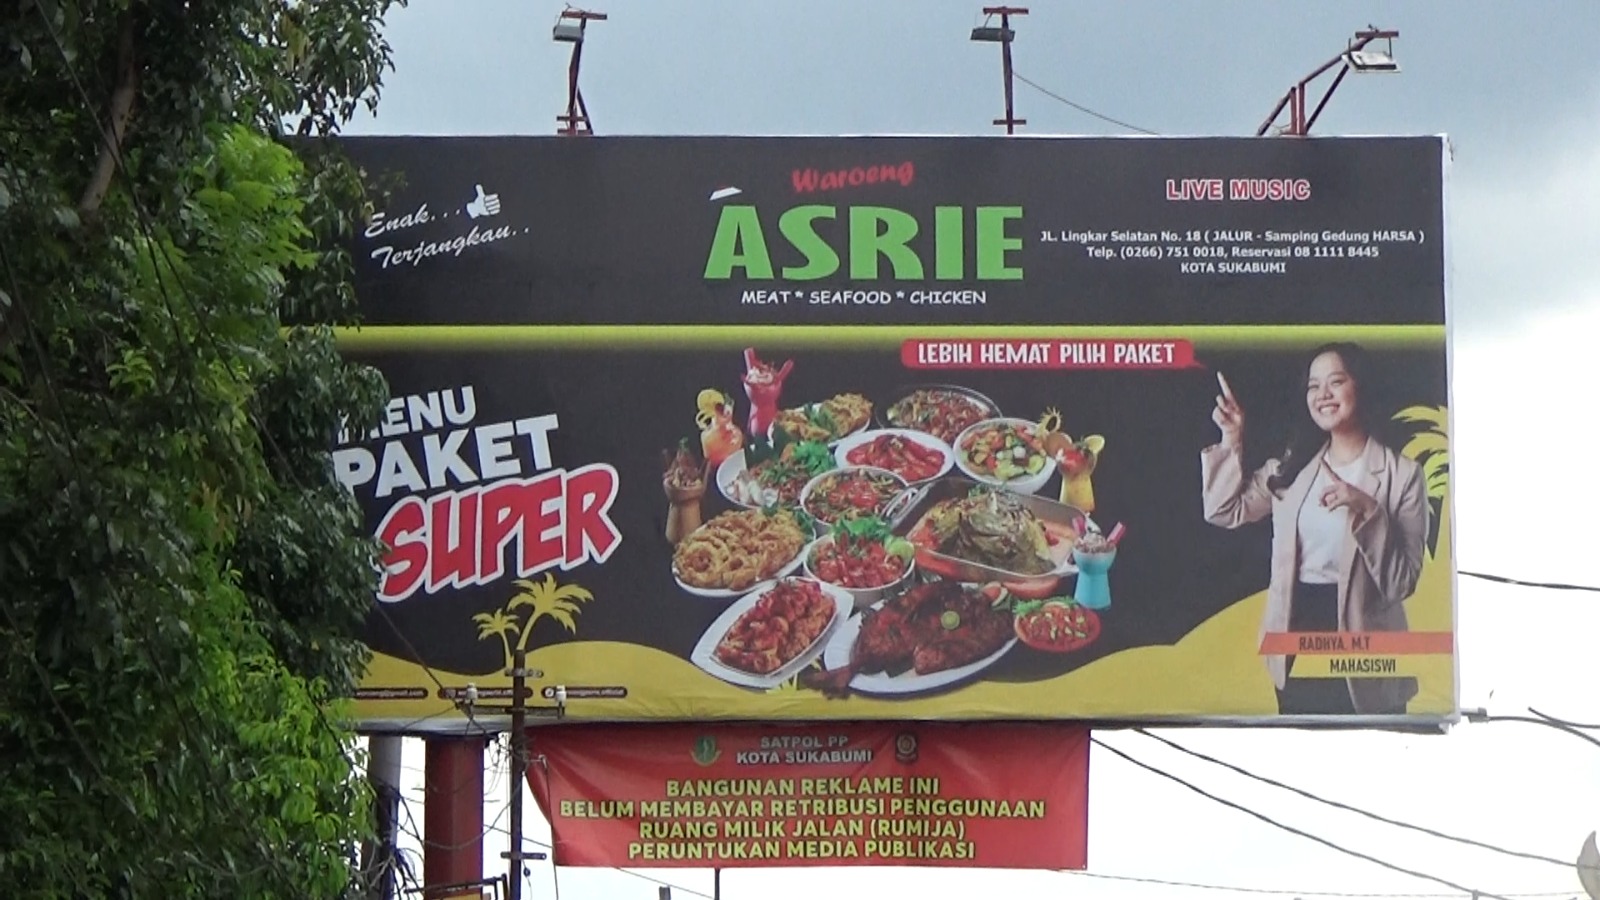 Enak...
Terjangkau..
Waroeng
ASRIE
MEAT * SEAFOOD * CHICKEN
LIVE MUSIC
JL. Lingkar Selatan No. 18 ( JALUR - Samping Gedung HARSA )
Telp. (0266) 751 0018, Reservasi 08 1111 8445
KOTA SUKABUMI
LEBIH HEMAT PILIH PAKET
MENU
PAKET
SUPER
RADHYA. M.T
MAHASISWI
SATPOL PP
KOTA SUKABUMI
BANGUNAN REKLAME INI
BELUM MEMBAYAR RETRIBUSI PENGGUNAAN
RUANG MILIK JALAN (RUMIJA)
PERUNTUKAN MEDIA PUBLIKASI